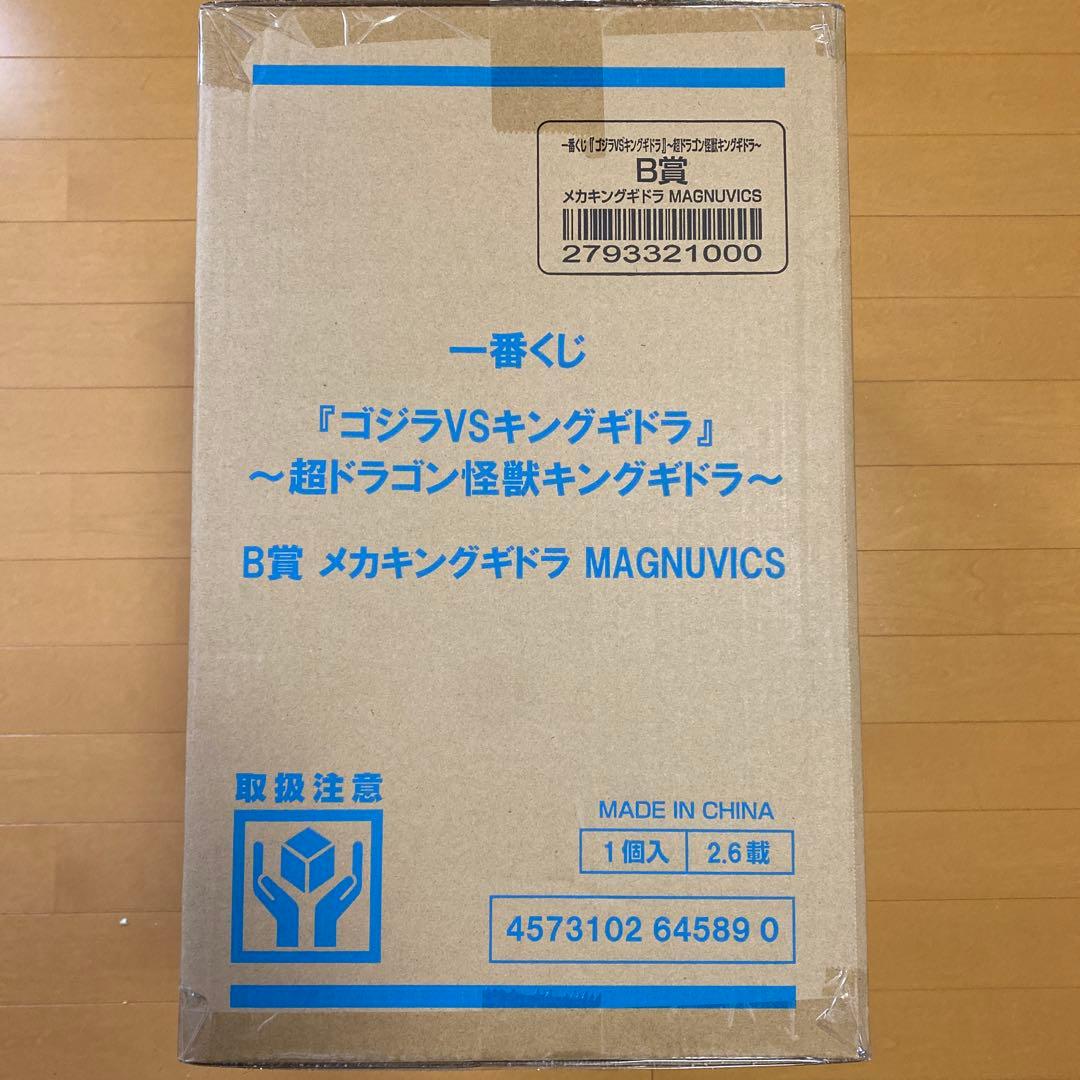 一番くじ『ゴジラVSキングギドラ』~超ドラゴン怪獣キングギドラ~
B賞
メカキングギドラ MAGNUVICS
2793321000
一番くじ
『ゴジラVSキングギドラ』
~超ドラゴン怪獣キングギドラ~
B賞 メカキングギドラ MAGNUVICS
取扱注意
MADE IN CHINA
1個入 2.6載
4573102 64589 0